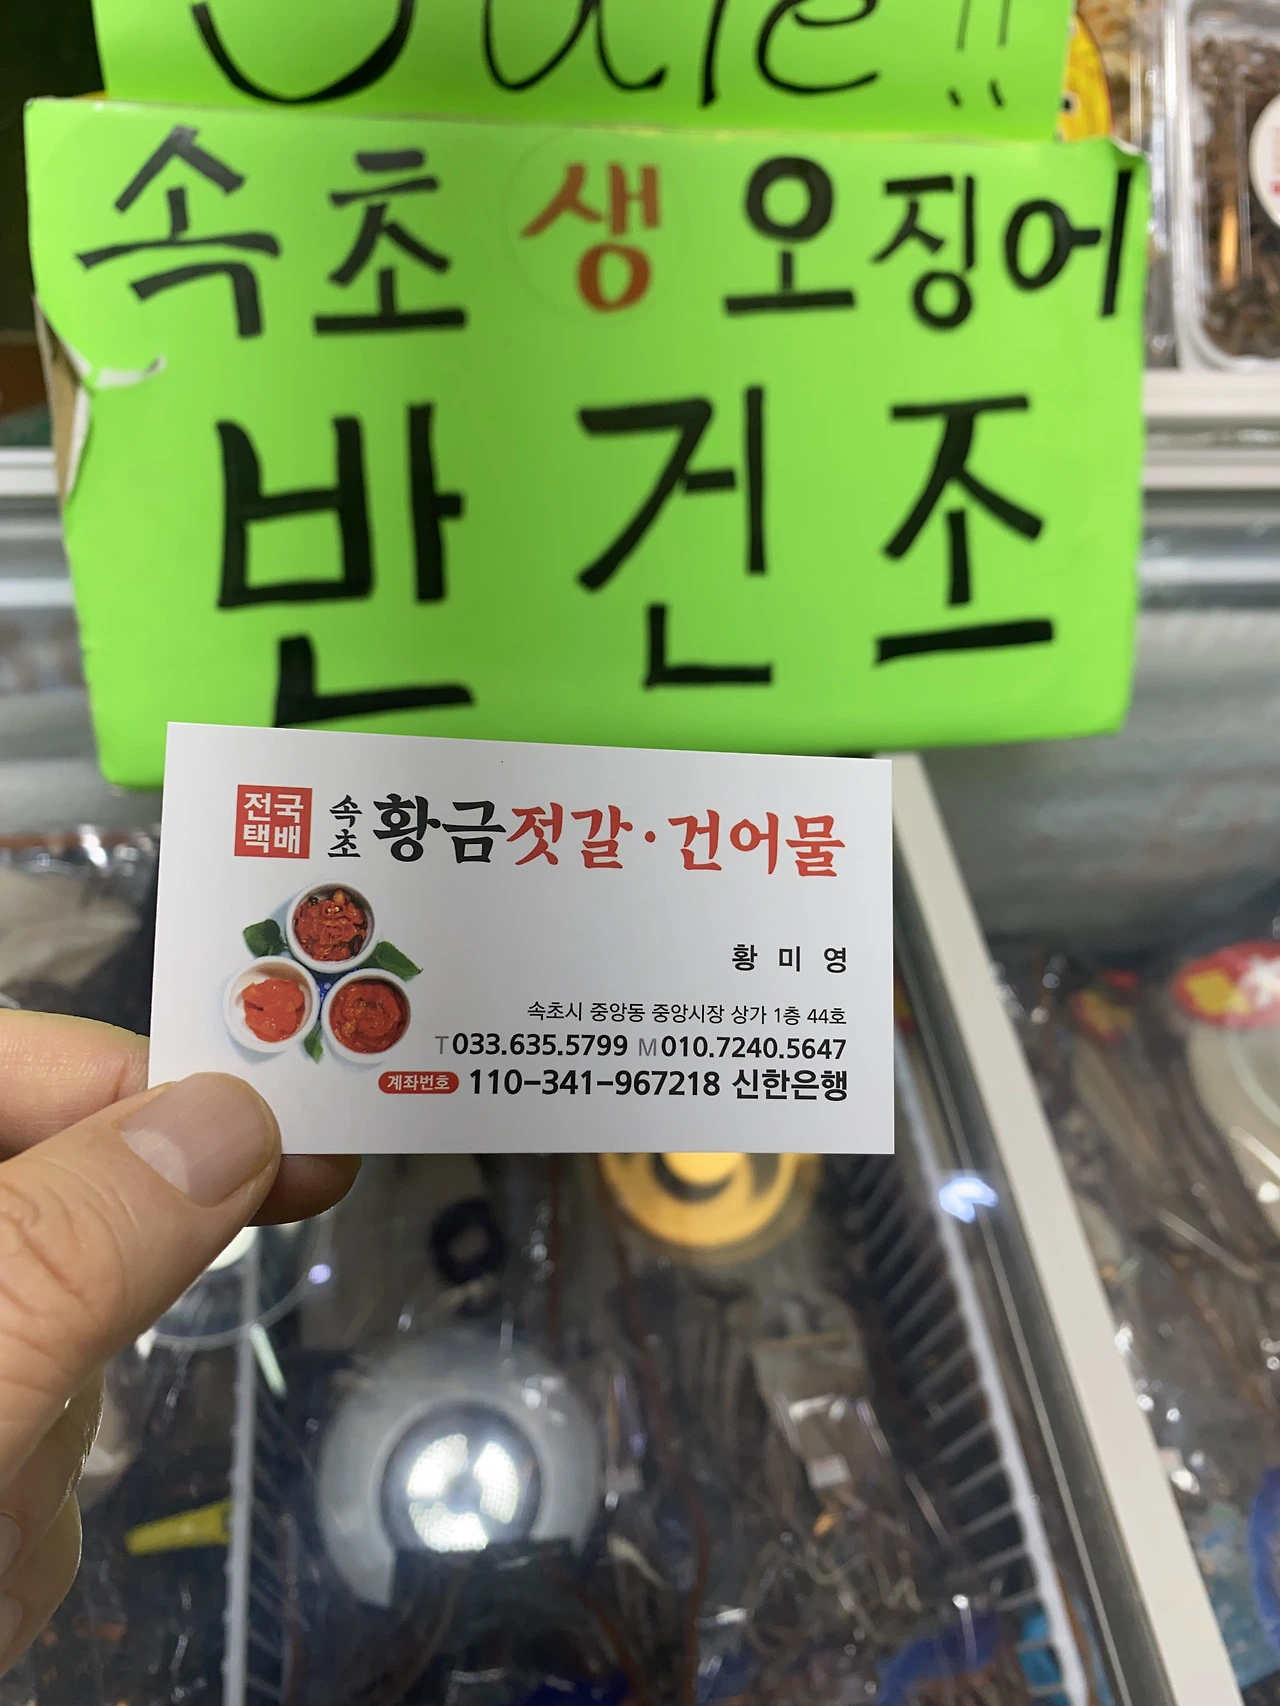 Sale!!
속초 생 오징어
반건조
전국
택배
속초 황금젓갈·건어물
황 미 영
속초시 중앙동 중앙시장 상가 1층 44호
T033.635.5799 M010.7240.5647
계좌번호 110-341-967218 신한은행